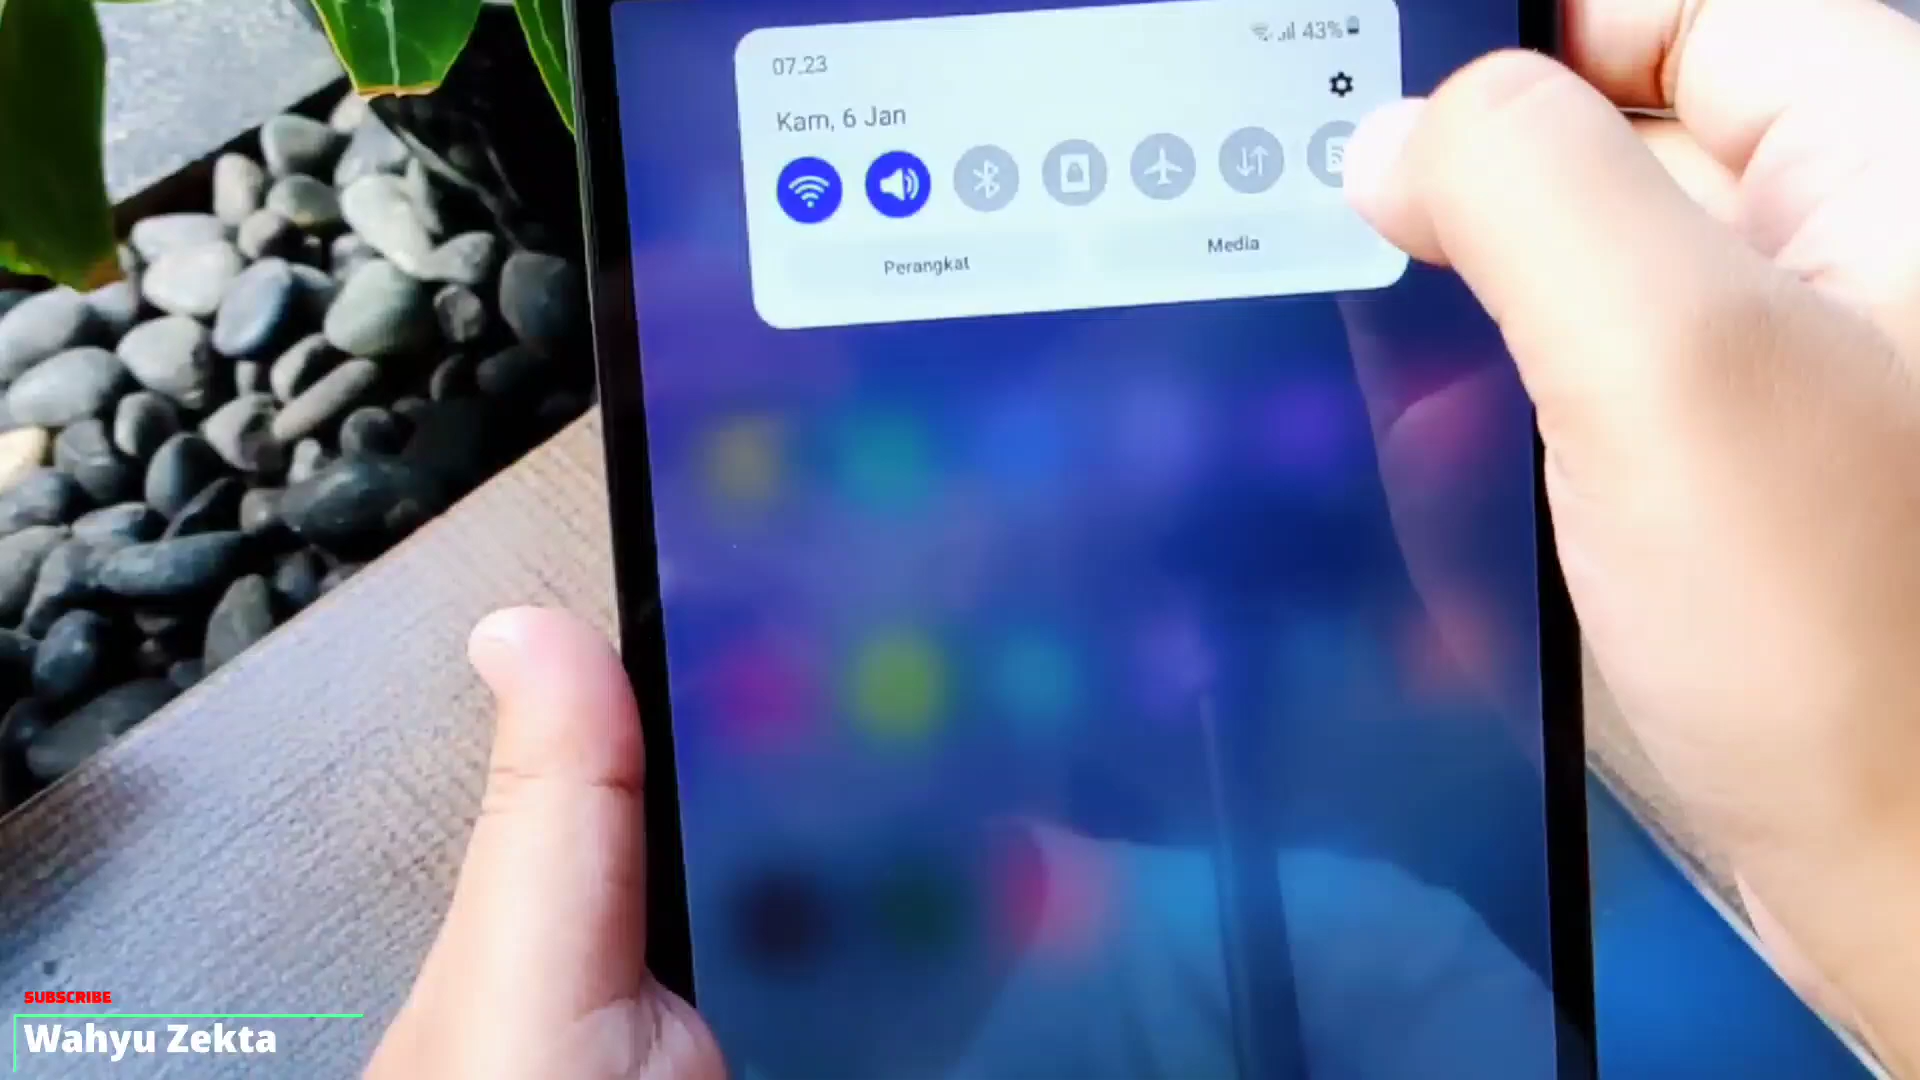 43%
07.23
Kam, 6 Jan
Perangkat
Media
SUBSCRIBE
Wahyu Zekta